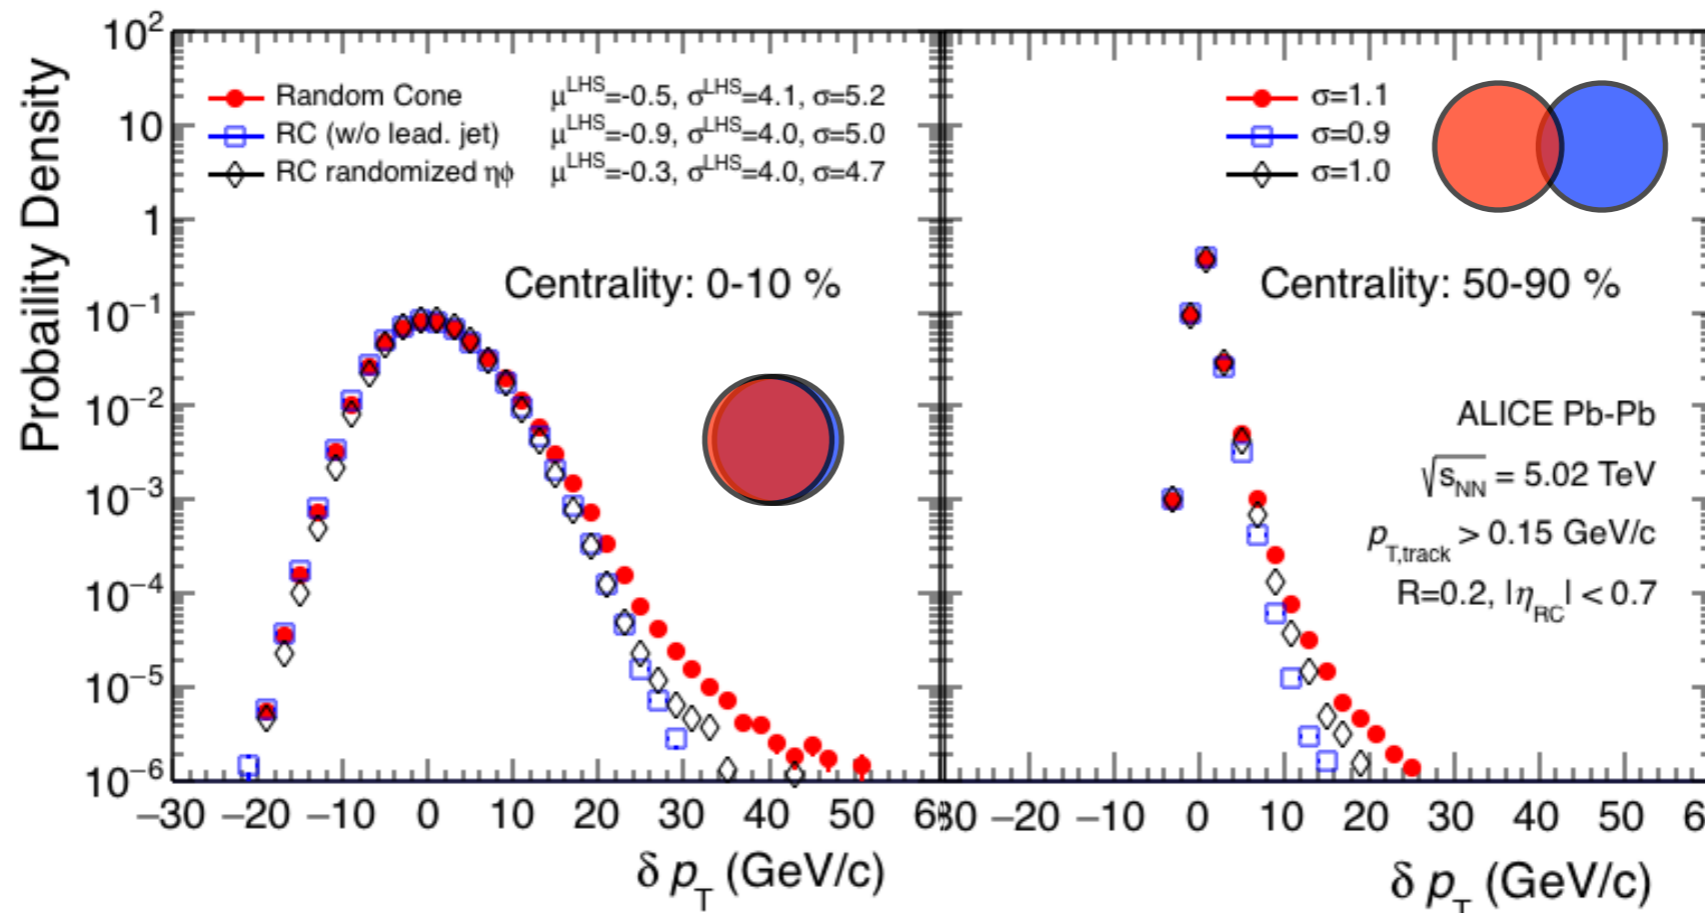 Probaility Density
10²
10
1
10⁻¹
10⁻²
10⁻³
10⁻⁴
10⁻⁵
10⁻⁶
Random Cone μ^LHS=-0.5, σ^LHS=4.1, σ=5.2
RC (w/o lead. jet) μ^LHS=-0.9, σ^LHS=4.0, σ=5.0
RC randomized ηϕ μ^LHS=-0.3, σ^LHS=4.0, σ=4.7
Centrality: 0-10 %
−30 −20 −10 0 10 20 30 40 50
δ p_T (GeV/c)
σ=1.1
σ=0.9
σ=1.0
Centrality: 50-90 %
ALICE Pb-Pb
√s_NN = 5.02 TeV
p_T,track > 0.15 GeV/c
R=0.2, |η_RC| < 0.7
−20 −10 0 10 20 30 40 50
δ p_T (GeV/c)